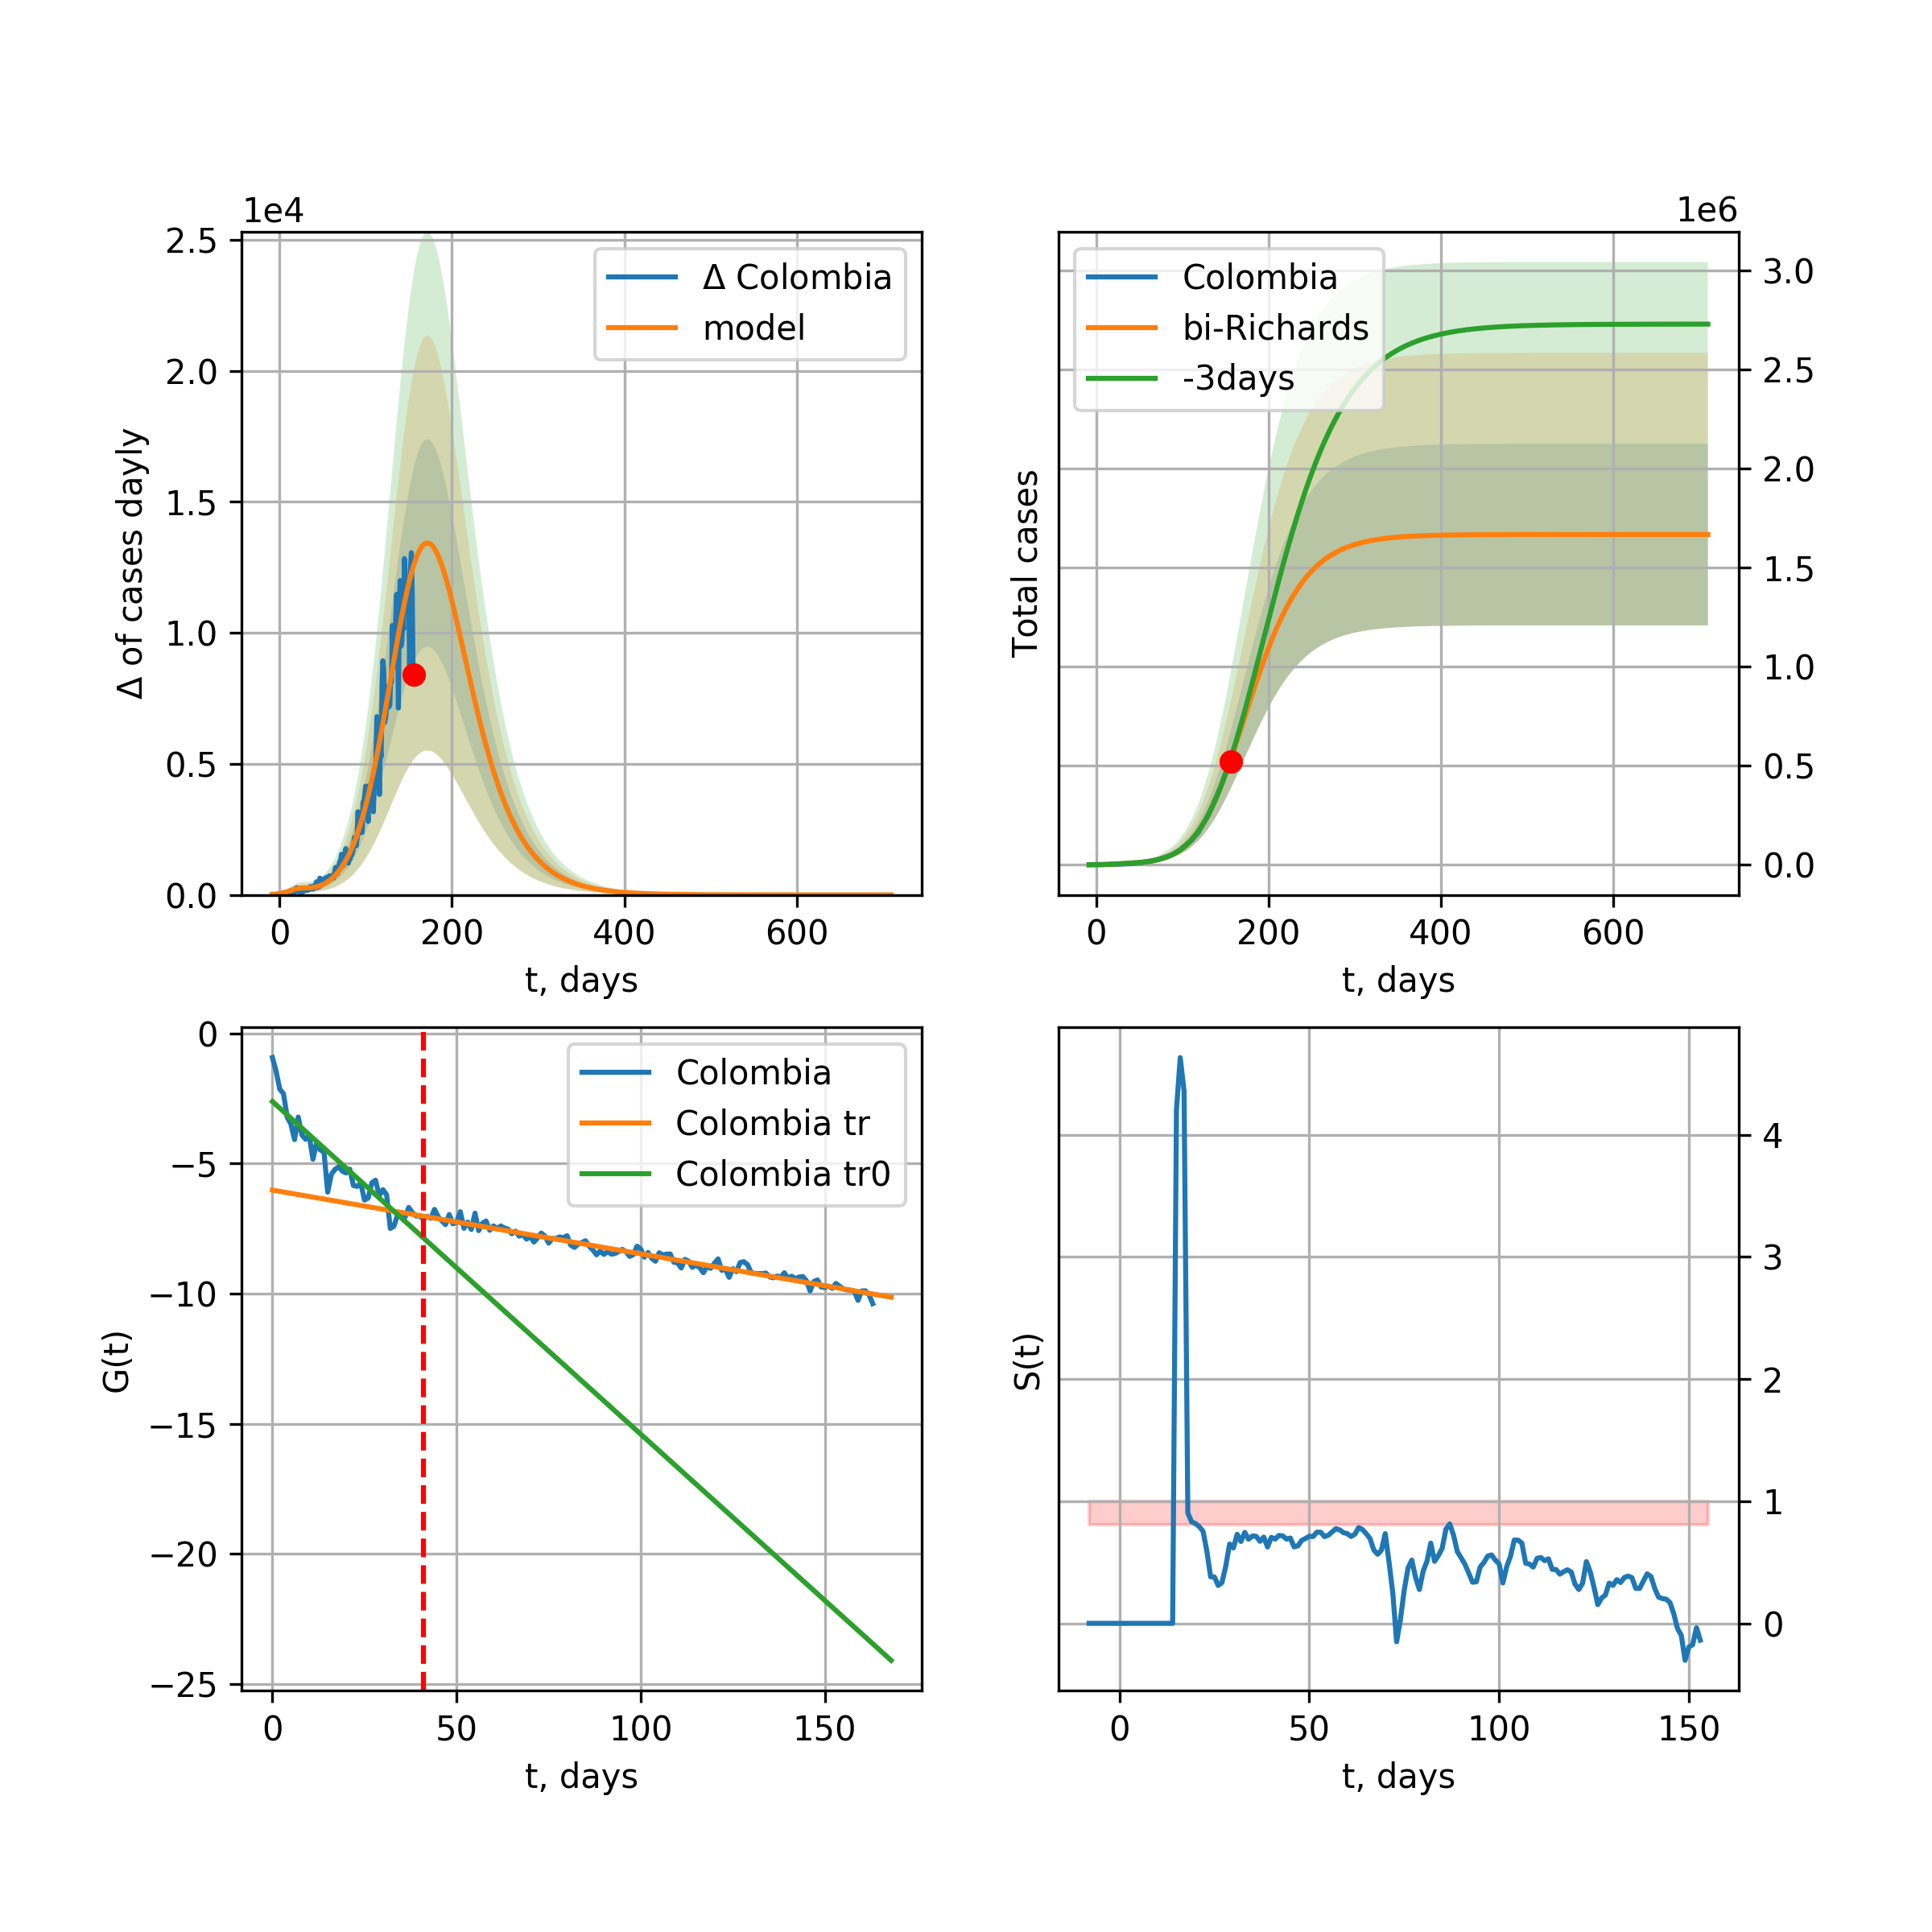 1e4
2.5
2.0
1.5
1.0
0.5
0.0
Δ of cases dayly
Δ Colombia
model
0 200 400 600
t, days
1e6
3.0
2.5
2.0
1.5
1.0
0.5
0.0
Total cases
Colombia
bi-Richards
-3days
0 200 400 600
t, days
0
−5
−10
−15
−20
−25
G(t)
Colombia
Colombia tr
Colombia tr0
0 50 100 150
t, days
4
3
2
1
0
S(t)
0 50 100 150
t, days